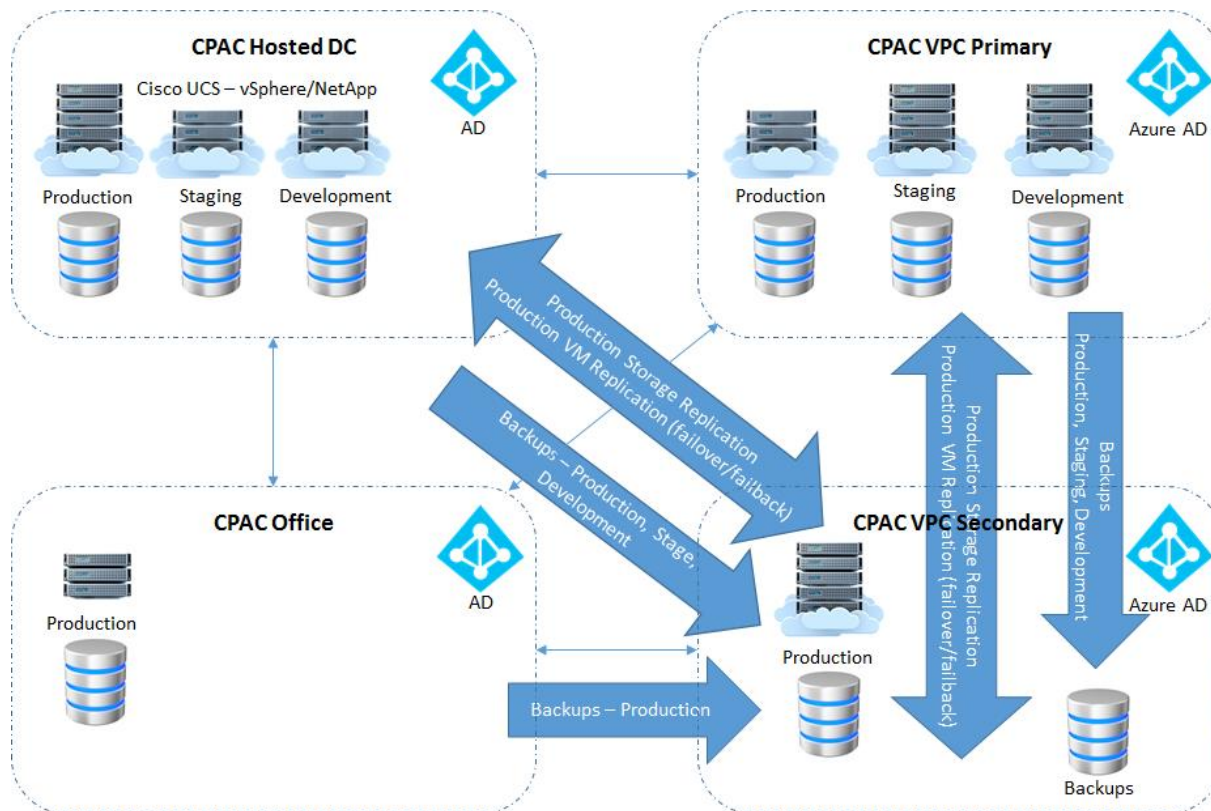 CPAC Hosted DC
Cisco UCS – vSphere/NetApp
AD
Production
Staging
Development
CPAC VPC Primary
Azure AD
Production
Staging
Development
Production Storage Replication
Production VM Replication (failover/failback)
Backups – Production, Stage,
Development
Production Storage Replication
Production VM Replication (failover/failback)
Backups
Production, Staging, Development
CPAC Office
AD
Production
Backups – Production
CPAC VPC Secondary
Azure AD
Production
Backups